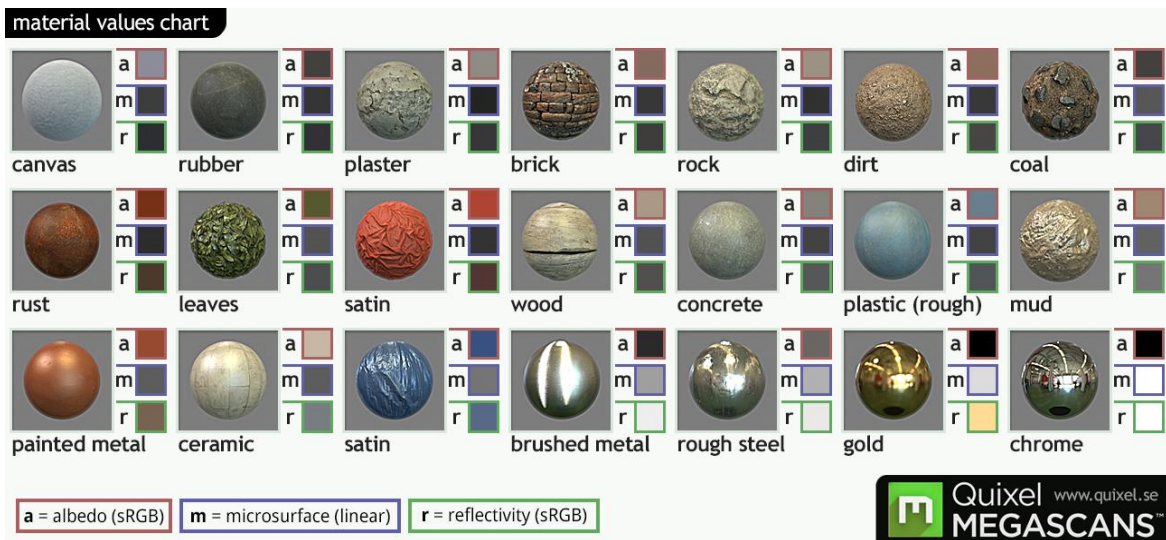 material values chart
a a a a a a a
m m m m m m m
r r r r r r r
canvas rubber plaster brick rock dirt coal
a a a a a a a
m m m m m m m
r r r r r r r
rust leaves satin wood concrete plastic (rough) mud
a a a a a a a
m m m m m m m
r r r r r r r
painted metal ceramic satin brushed metal rough steel gold chrome
a = albedo (sRGB) m = microsurface (linear) r = reflectivity (sRGB)
Quixel www.quixel.se
MEGASCANS™